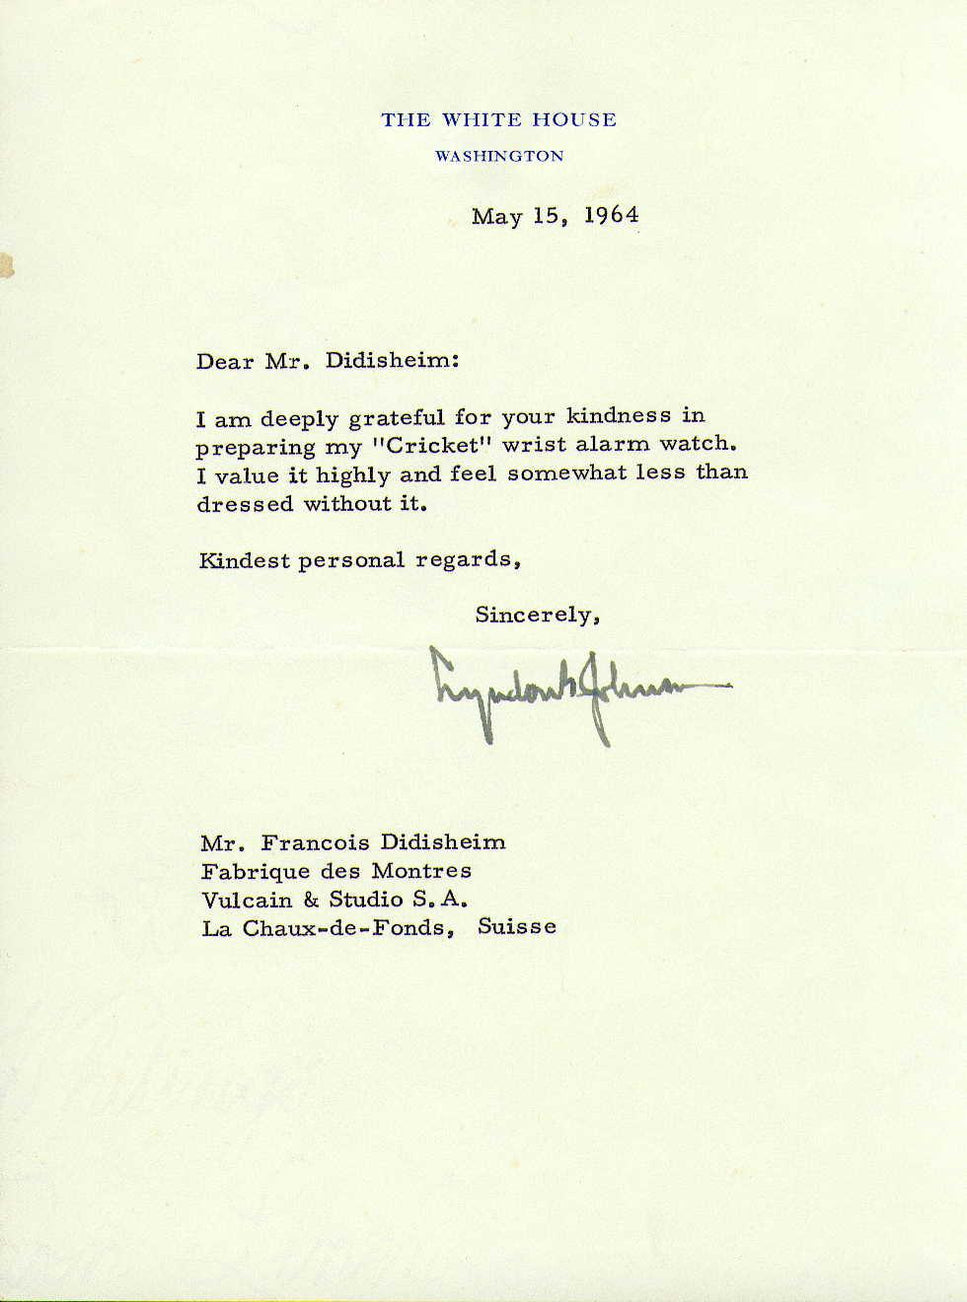 THE WHITE HOUSE
WASHINGTON
May 15, 1964
Dear Mr. Didisheim:
I am deeply grateful for your kindness in
preparing my "Cricket" wrist alarm watch.
I value it highly and feel somewhat less than
dressed without it.
Kindest personal regards,
Sincerely,
Lyndon B. Johnson
Mr. Francois Didisheim
Fabrique des Montres
Vulcain & Studio S.A.
La Chaux-de-Fonds, Suisse